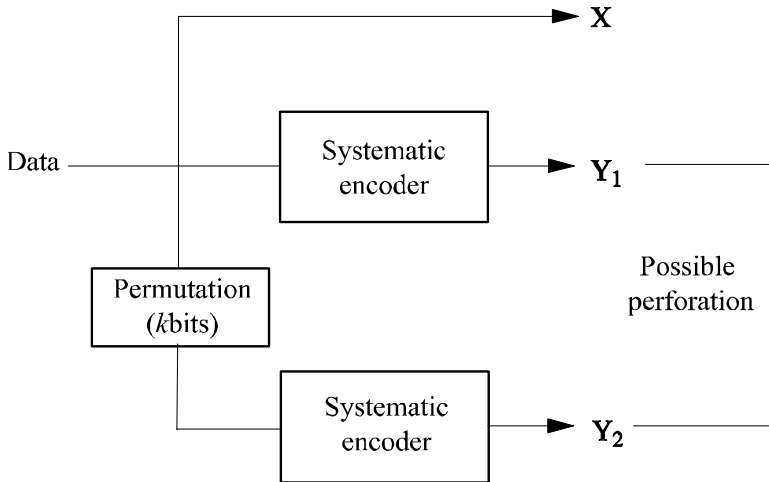 X
Data
Systematic
encoder
Y1
Permutation
(kbits)
Possible
perforation
Systematic
encoder
Y2